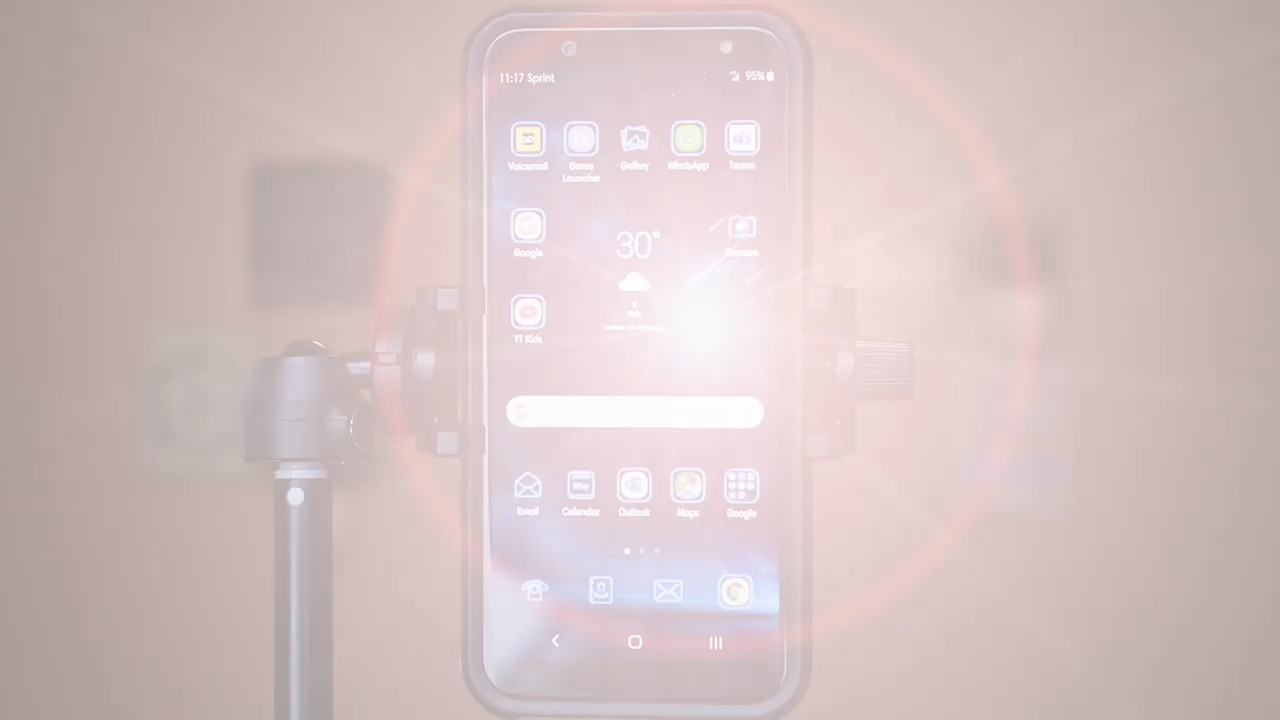 11:17 Sprint 95%
Voicemail Game Launcher Gallery WhatsApp Teams
Google 30° Camera
YT Kids
Email Calendar Outlook Maps Google